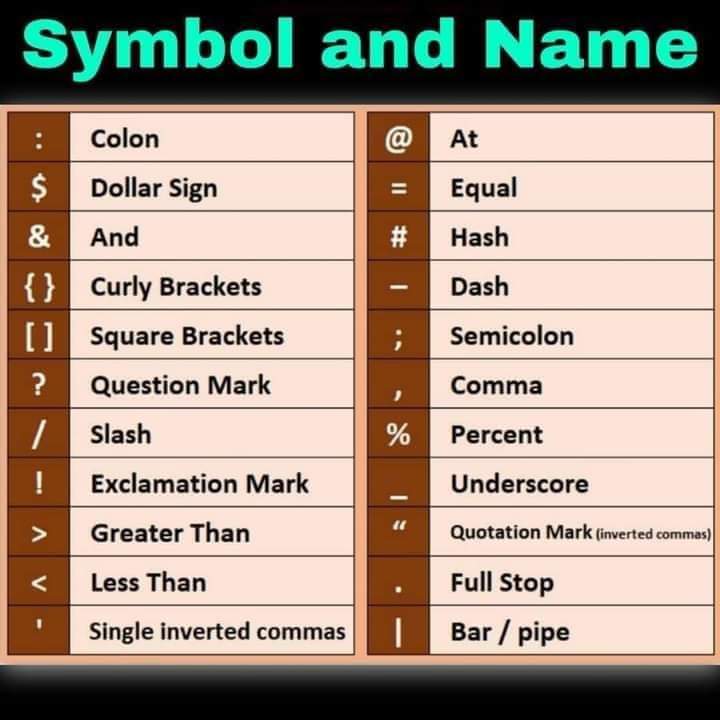 Symbol and Name
: Colon
$ Dollar Sign
& And
{ } Curly Brackets
[ ] Square Brackets
? Question Mark
/ Slash
! Exclamation Mark
> Greater Than
< Less Than
' Single inverted commas
@ At
= Equal
# Hash
– Dash
; Semicolon
, Comma
% Percent
_ Underscore
“ Quotation Mark (inverted commas)
. Full Stop
| Bar / pipe